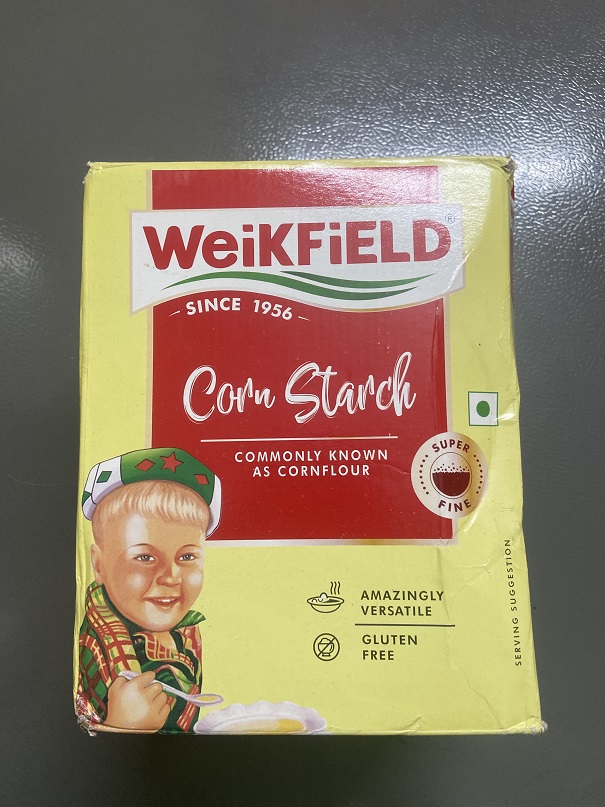 WeiKFiELD®
SINCE 1956
Corn Starch
COMMONLY KNOWN
AS CORNFLOUR
SUPER
FINE
AMAZINGLY
VERSATILE
GLUTEN
FREE
SERVING SUGGESTION